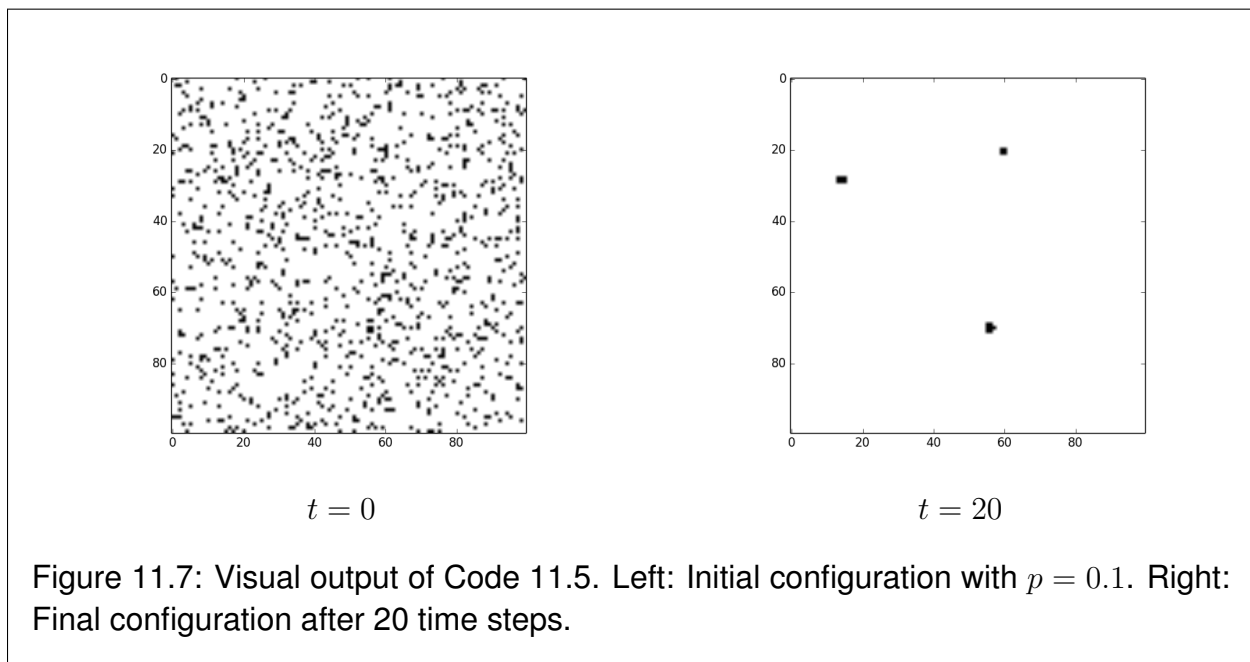 0
20
40
60
80
0 20 40 60 80
t = 0
0
20
40
60
80
0 20 40 60 80
t = 20
Figure 11.7: Visual output of Code 11.5. Left: Initial configuration with p = 0.1. Right:
Final configuration after 20 time steps.